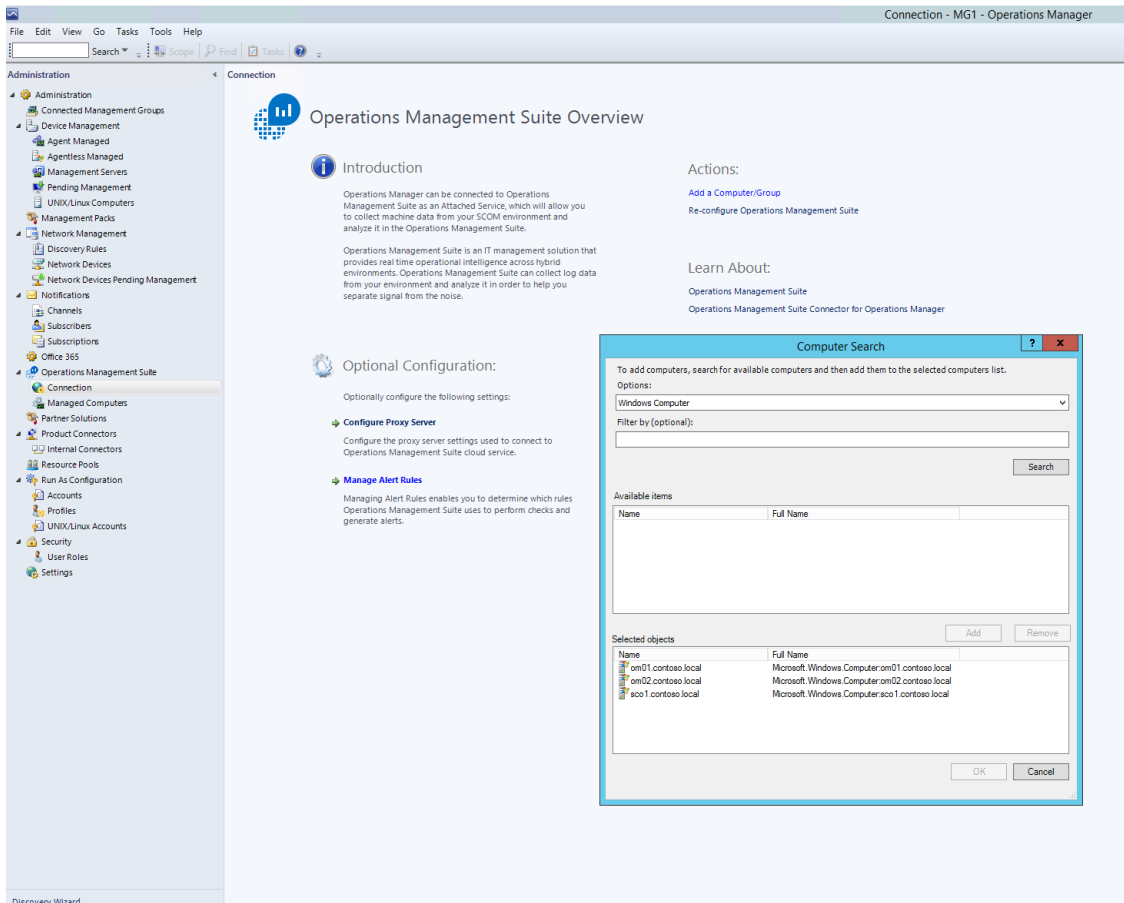 Connection - MG1 - Operations Manager
File Edit View Go Tasks Tools Help
Search Scope Find Tasks
Administration
Administration
Connected Management Groups
Device Management
Agent Managed
Agentless Managed
Management Servers
Pending Management
UNIX/Linux Computers
Management Packs
Network Management
Discovery Rules
Network Devices
Network Devices Pending Management
Notifications
Channels
Subscribers
Subscriptions
Office 365
Operations Management Suite
Connection
Managed Computers
Partner Solutions
Product Connectors
Internal Connectors
Resource Pools
Run As Configuration
Accounts
Profiles
UNIX/Linux Accounts
Security
User Roles
Settings
Discovery Wizard
Connection
Operations Management Suite Overview
Introduction
Operations Manager can be connected to Operations
Management Suite as an Attached Service, which will allow you
to collect machine data from your SCOM environment and
analyze it in the Operations Management Suite.
Operations Management Suite is an IT management solution that
provides real time operational intelligence across hybrid
environments. Operations Management Suite can collect log data
from your environment and analyze it in order to help you
separate signal from the noise.
Actions:
Add a Computer/Group
Re-configure Operations Management Suite
Learn About:
Operations Management Suite
Operations Management Suite Connector for Operations Manager
Optional Configuration:
Optionally configure the following settings:
Configure Proxy Server
Configure the proxy server settings used to connect to
Operations Management Suite cloud service.
Manage Alert Rules
Managing Alert Rules enables you to determine which rules
Operations Management Suite uses to perform checks and
generate alerts.
Computer Search ? x
To add computers, search for available computers and then add them to the selected computers list.
Options:
Windows Computer
Filter by (optional):
Search
Available items
Name Full Name
Add Remove
Selected objects
Name Full Name
om01.contoso.local Microsoft.Windows.Computer:om01.contoso.local
om02.contoso.local Microsoft.Windows.Computer:om02.contoso.local
sco1.contoso.local Microsoft.Windows.Computer:sco1.contoso.local
OK Cancel